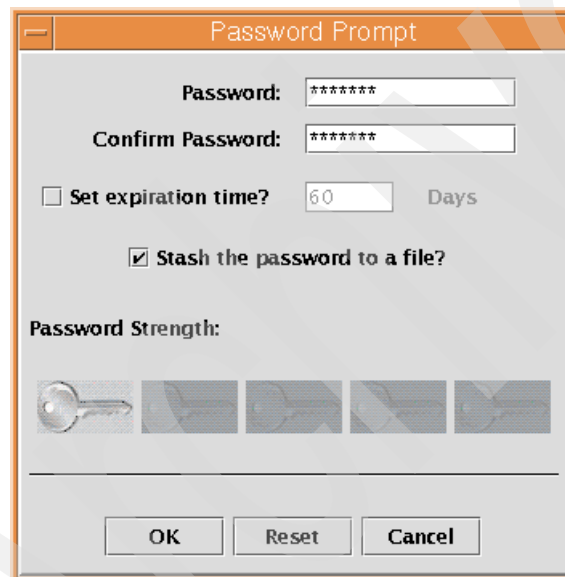 Password Prompt
Password: *******
Confirm Password: *******
Set expiration time? 60 Days
Stash the password to a file?
Password Strength:
OK Reset Cancel